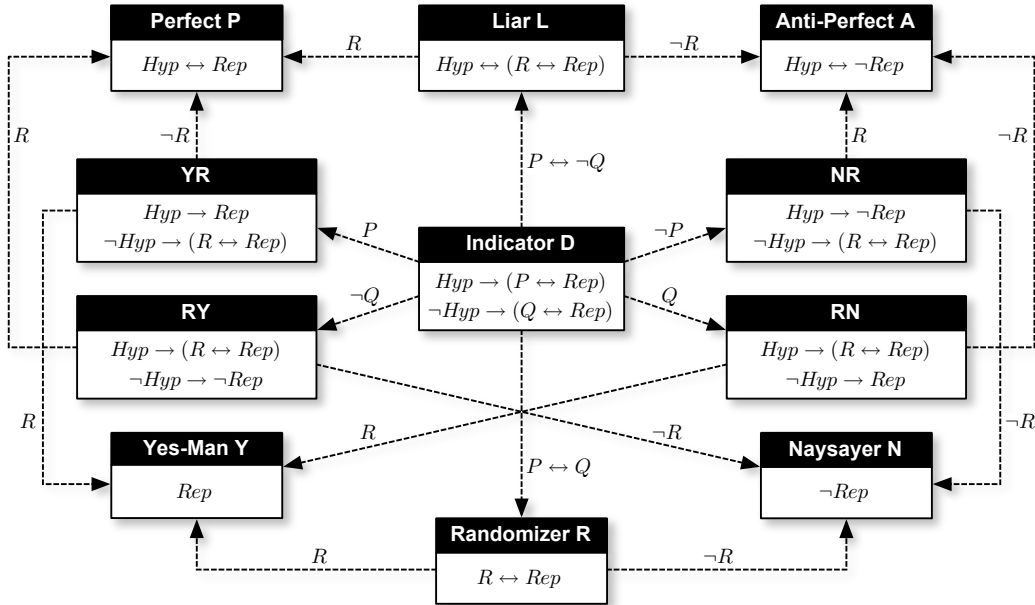 Perfect P
Hyp ↔ Rep
Liar L
Hyp ↔ (R ↔ Rep)
Anti-Perfect A
Hyp ↔ ¬Rep
R
¬R
R
¬R
P ↔ ¬Q
R
¬R
YR
Hyp → Rep
¬Hyp → (R ↔ Rep)
NR
Hyp → ¬Rep
¬Hyp → (R ↔ Rep)
P
¬P
Indicator D
Hyp → (P ↔ Rep)
¬Hyp → (Q ↔ Rep)
¬Q
Q
RY
Hyp → (R ↔ Rep)
¬Hyp → ¬Rep
RN
Hyp → (R ↔ Rep)
¬Hyp → Rep
R
R
¬R
¬R
Yes-Man Y
Rep
P ↔ Q
Naysayer N
¬Rep
Randomizer R
R ↔ Rep
R
¬R